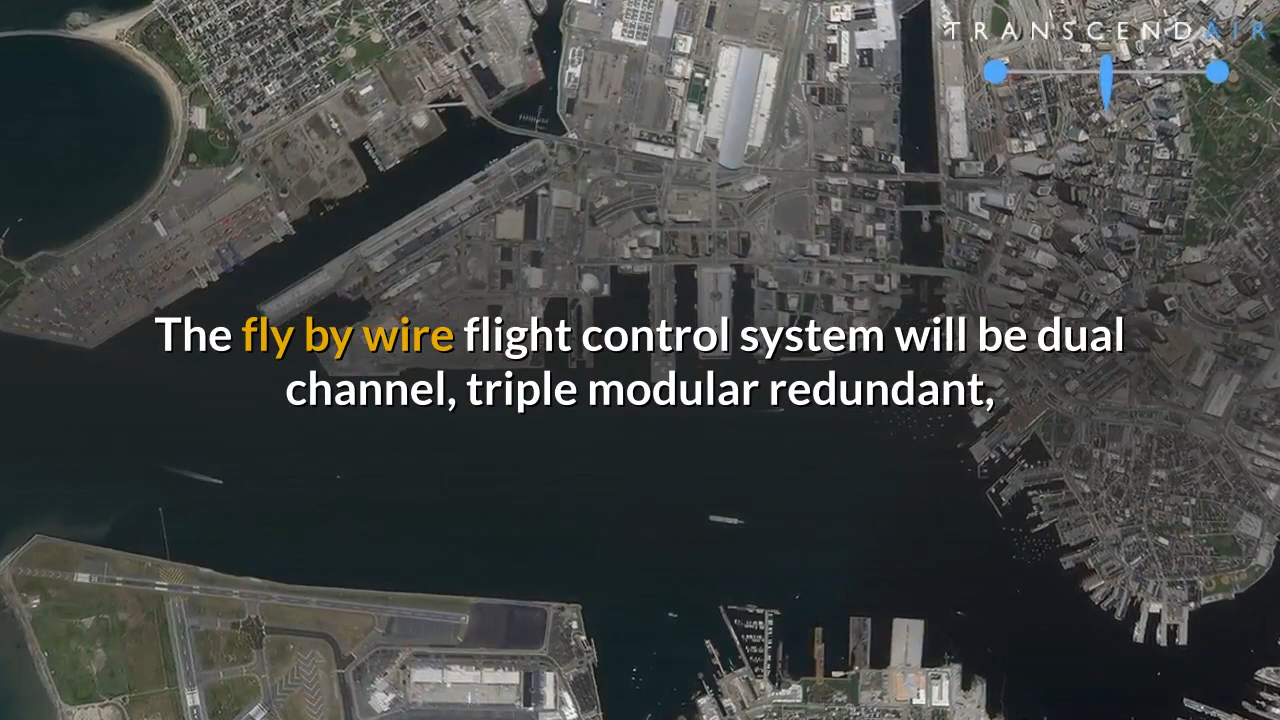 TRANSCENDAIR
The fly by wire flight control system will be dual
channel, triple modular redundant,